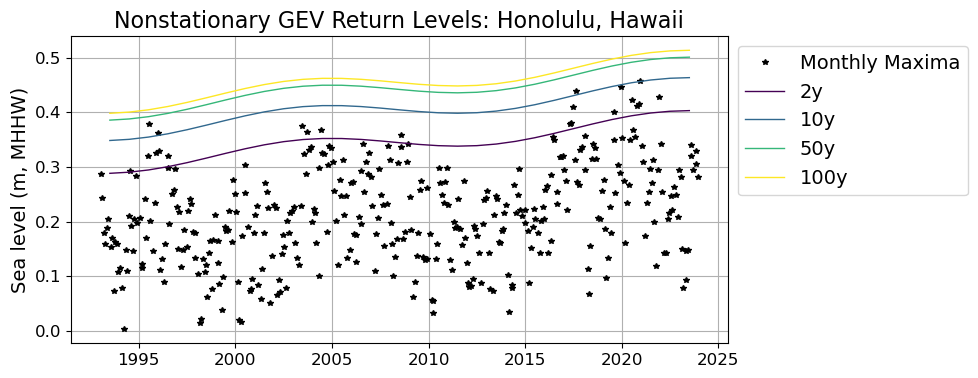 Nonstationary GEV Return Levels: Honolulu, Hawaii
Sea level (m, MHHW)
0.5
0.4
0.3
0.2
0.1
0.0
1995 2000 2005 2010 2015 2020 2025
Monthly Maxima
2y
10y
50y
100y